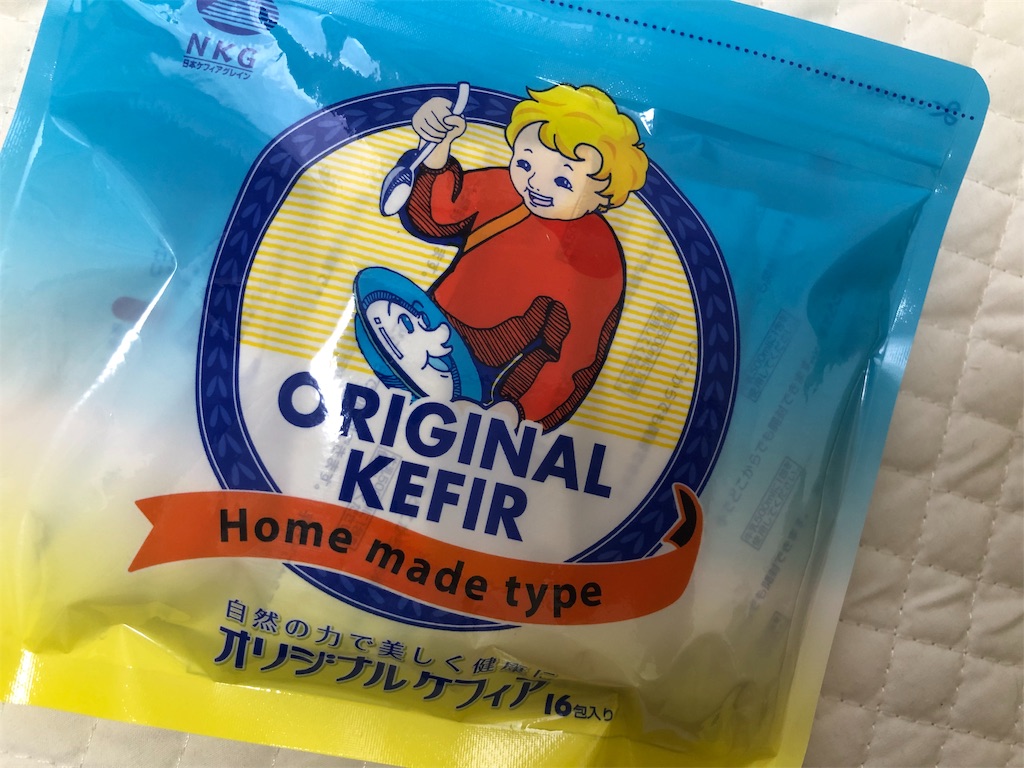 NKG
日本ケフィアグレイン
ORIGINAL
KEFIR
Home made type
自然の力で美しく健康に
オリジナルケフィア 16包入り